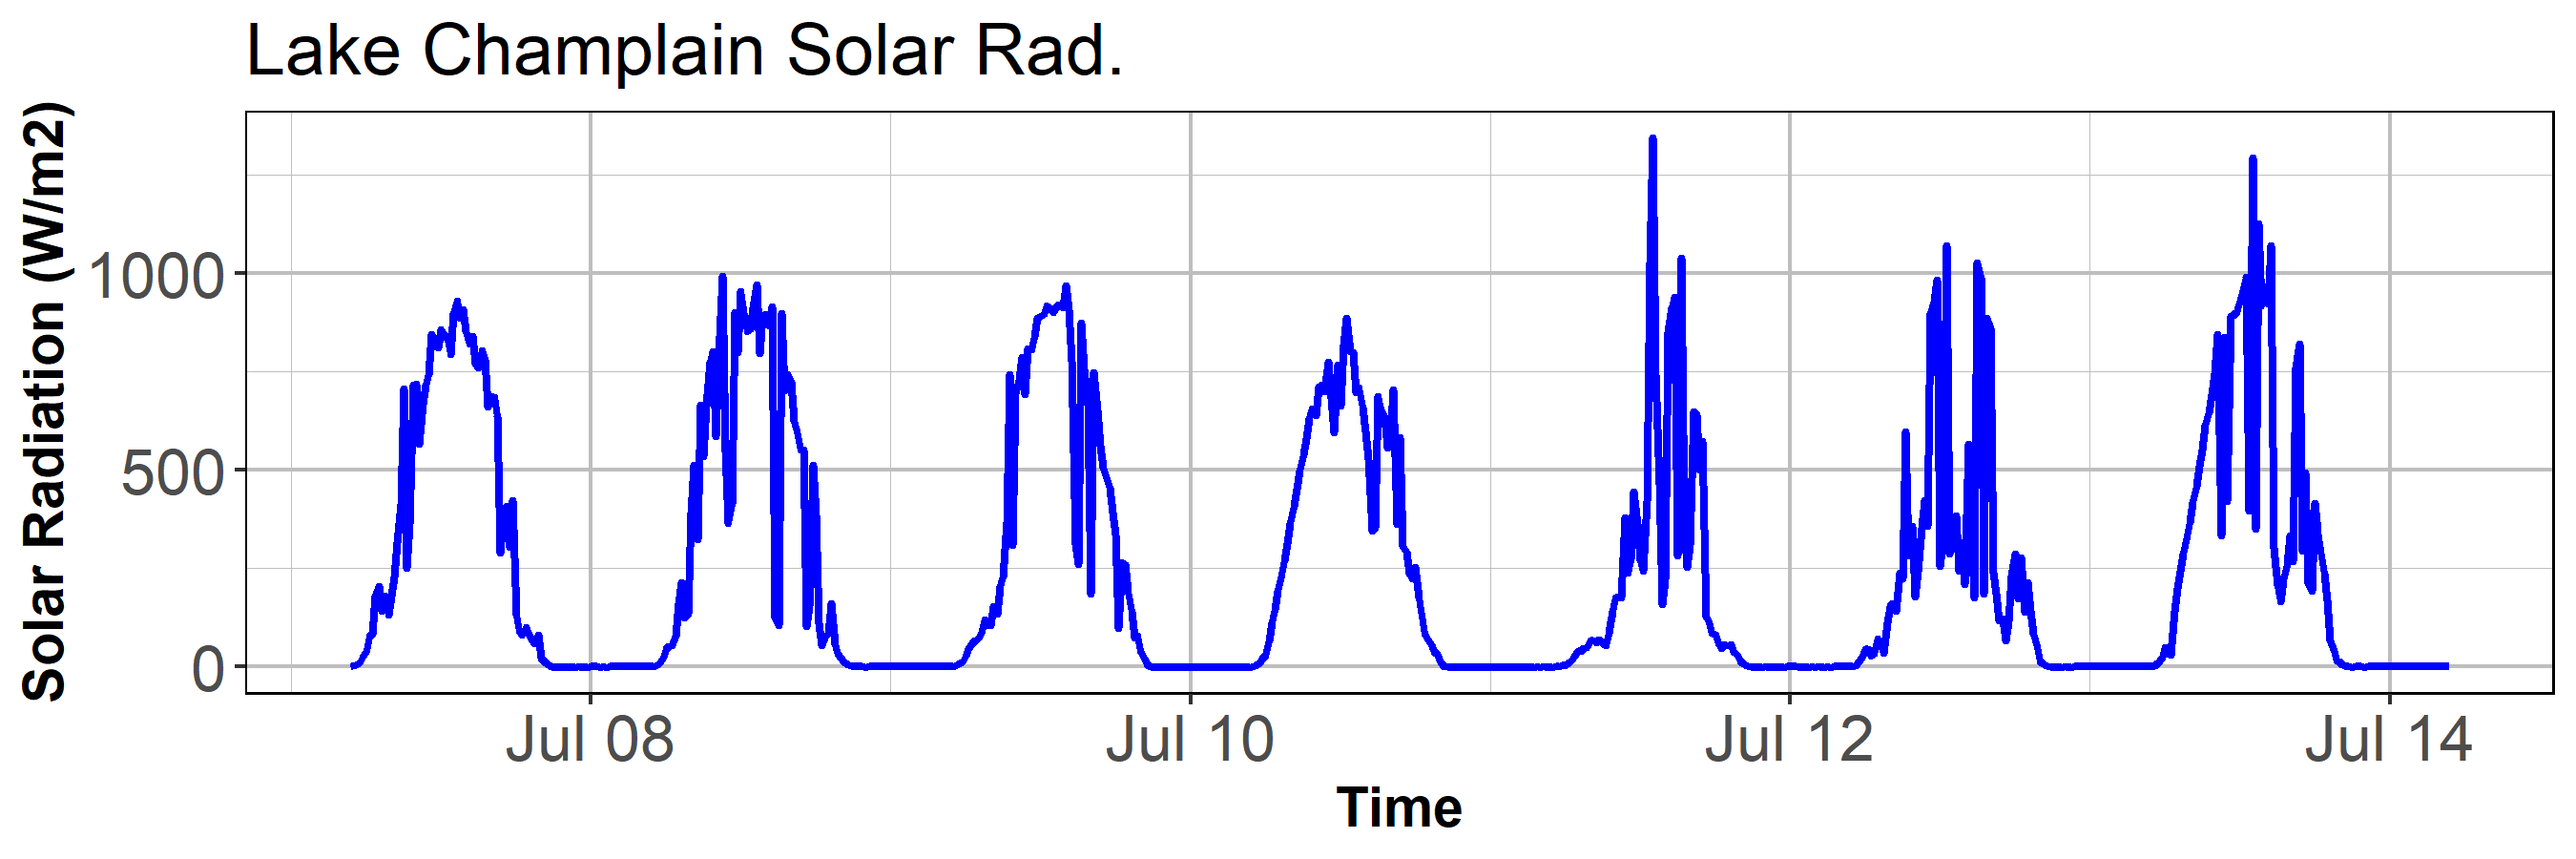 Lake Champlain Solar Rad.
Solar Radiation (W/m2)
1000
500
0
Jul 08 Jul 10 Jul 12 Jul 14
Time